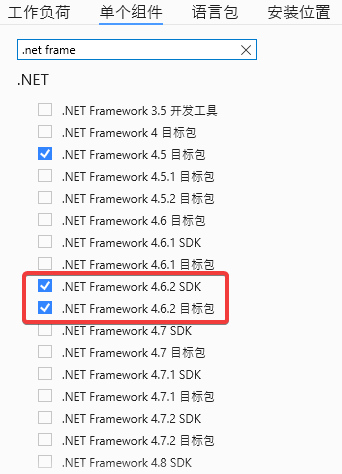 工作负荷 单个组件 语言包 安装位置
.net frame
.NET
.NET Framework 3.5 开发工具
.NET Framework 4 目标包
.NET Framework 4.5 目标包
.NET Framework 4.5.1 目标包
.NET Framework 4.5.2 目标包
.NET Framework 4.6 目标包
.NET Framework 4.6.1 SDK
.NET Framework 4.6.1 目标包
.NET Framework 4.6.2 SDK
.NET Framework 4.6.2 目标包
.NET Framework 4.7 SDK
.NET Framework 4.7 目标包
.NET Framework 4.7.1 SDK
.NET Framework 4.7.1 目标包
.NET Framework 4.7.2 SDK
.NET Framework 4.7.2 目标包
.NET Framework 4.8 SDK